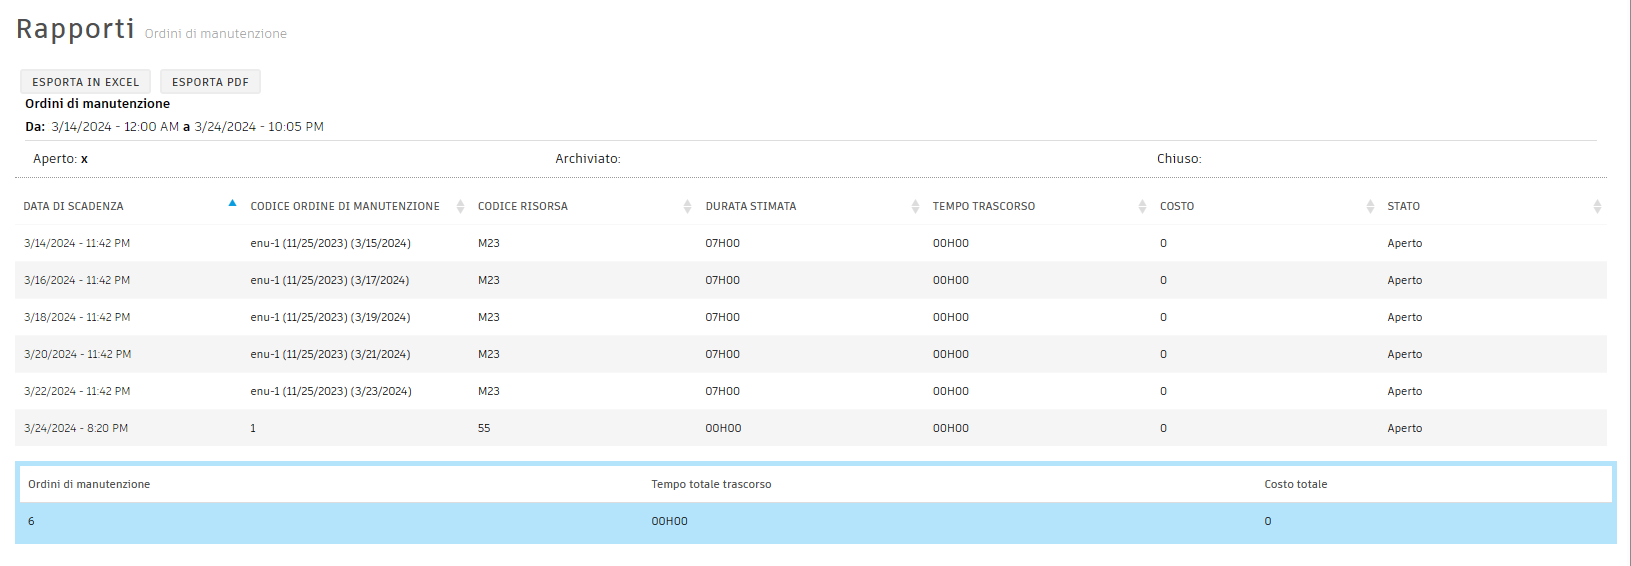 Rapporti Ordini di manutenzione
ESPORTA IN EXCEL ESPORTA PDF
Ordini di manutenzione
Da: 3/14/2024 - 12:00 AM a 3/24/2024 - 10:05 PM
Aperto: x Archiviato: Chiuso:
DATA DI SCADENZA CODICE ORDINE DI MANUTENZIONE CODICE RISORSA DURATA STIMATA TEMPO TRASCORSO COSTO STATO
3/14/2024 - 11:42 PM enu-1 (11/25/2023) (3/15/2024) M23 07H00 00H00 0 Aperto
3/16/2024 - 11:42 PM enu-1 (11/25/2023) (3/17/2024) M23 07H00 00H00 0 Aperto
3/18/2024 - 11:42 PM enu-1 (11/25/2023) (3/19/2024) M23 07H00 00H00 0 Aperto
3/20/2024 - 11:42 PM enu-1 (11/25/2023) (3/21/2024) M23 07H00 00H00 0 Aperto
3/22/2024 - 11:42 PM enu-1 (11/25/2023) (3/23/2024) M23 07H00 00H00 0 Aperto
3/24/2024 - 8:20 PM 1 55 00H00 00H00 0 Aperto
Ordini di manutenzione Tempo totale trascorso Costo totale
6 00H00 0